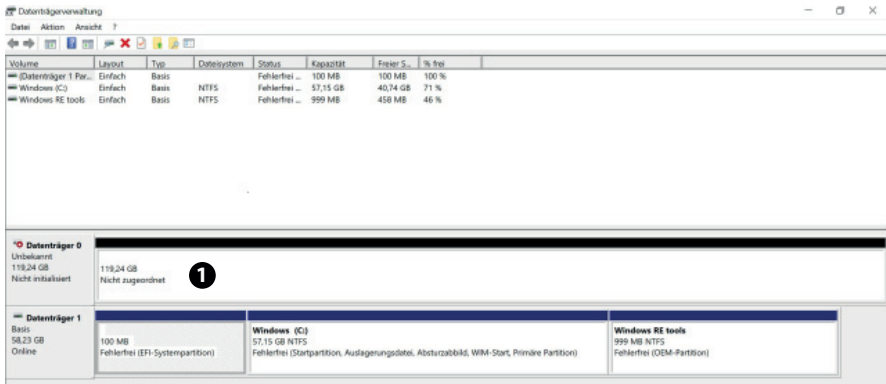 Datenträgerverwaltung
Datei Aktion Ansicht ?
Volume Layout Typ Dateisystem Status Kapazität Freier S... % frei
(Datenträger 1 Par... Einfach Basis Fehlerfrei ... 100 MB 100 MB 100 %
Windows (C:) Einfach Basis NTFS Fehlerfrei ... 57,15 GB 40,74 GB 71 %
Windows RE tools Einfach Basis NTFS Fehlerfrei ... 999 MB 458 MB 46 %
Datenträger 0
Unbekannt
119,24 GB
Nicht initialisiert
119,24 GB
Nicht zugeordnet
1
Datenträger 1
Basis
58,23 GB
Online
100 MB
Fehlerfrei (EFI-Systempartition)
Windows (C:)
57,15 GB NTFS
Fehlerfrei (Startpartition, Auslagerungsdatei, Absturzabbild, WIM-Start, Primäre Partition)
Windows RE tools
999 MB NTFS
Fehlerfrei (OEM-Partition)